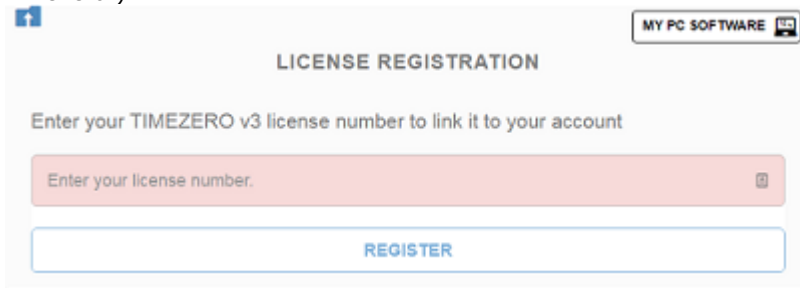 MY PC SOFTWARE
LICENSE REGISTRATION
Enter your TIMEZERO v3 license number to link it to your account
Enter your license number.
REGISTER